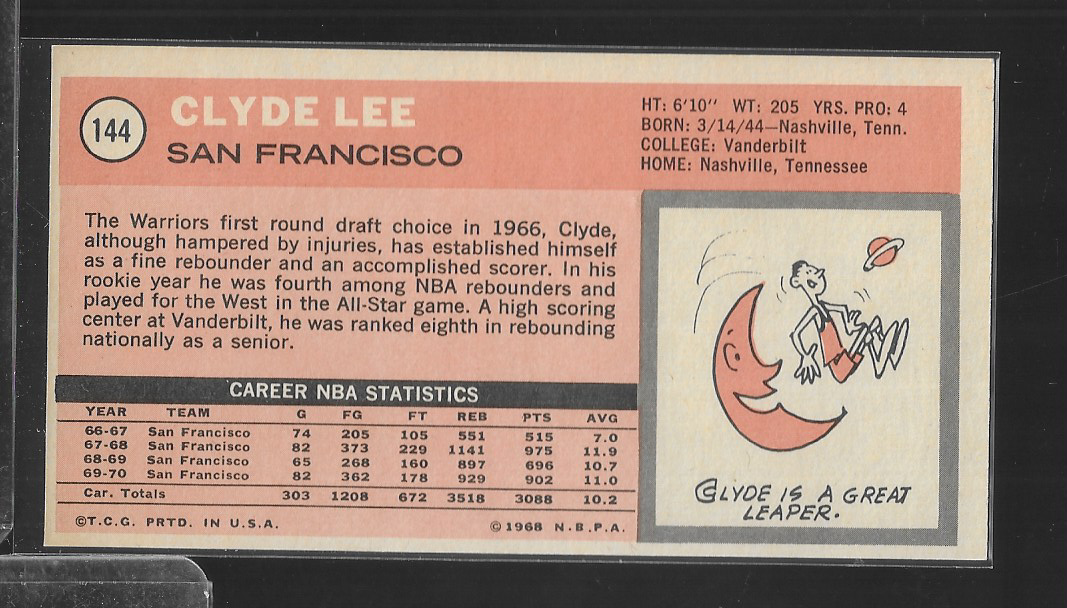 144
CLYDE LEE
SAN FRANCISCO
HT: 6'10" WT: 205 YRS. PRO: 4
BORN: 3/14/44—Nashville, Tenn.
COLLEGE: Vanderbilt
HOME: Nashville, Tennessee
The Warriors first round draft choice in 1966, Clyde,
although hampered by injuries, has established himself
as a fine rebounder and an accomplished scorer. In his
rookie year he was fourth among NBA rebounders and
played for the West in the All-Star game. A high scoring
center at Vanderbilt, he was ranked eighth in rebounding
nationally as a senior.
CAREER NBA STATISTICS
YEAR TEAM G FG FT REB PTS AVG
66-67 San Francisco 74 205 105 551 515 7.0
67-68 San Francisco 82 373 229 1141 975 11.9
68-69 San Francisco 65 268 160 897 696 10.7
69-70 San Francisco 82 362 178 929 902 11.0
Car. Totals 303 1208 672 3518 3088 10.2
©T.C.G. PRTD. IN U.S.A. ©1968 N.B.P.A.
CLYDE IS A GREAT
LEAPER.